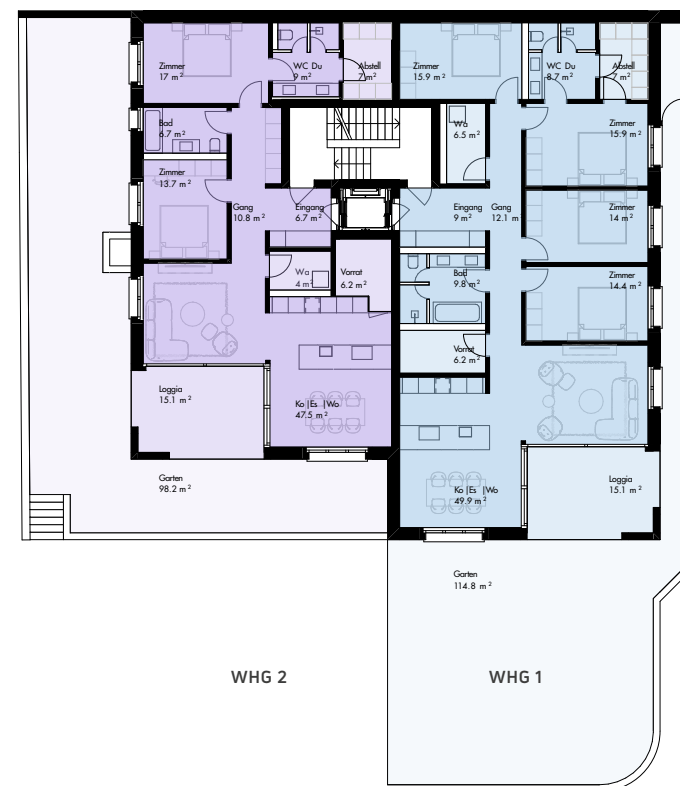 Zimmer
17 m²
WC Du
9 m²
Abstell
7 m²
Zimmer
15.9 m²
WC Du
8.7 m²
Abstell
7 m²
Bad
6.7 m²
Wa
6.5 m²
Zimmer
15.9 m²
Zimmer
13.7 m²
Gang
10.8 m²
Eingang
6.7 m²
Eingang
9 m²
Gang
12.1 m²
Zimmer
14 m²
Wa
4 m²
Vorrat
6.2 m²
Bad
9.8 m²
Zimmer
14.4 m²
Vorrat
6.2 m²
Loggia
15.1 m²
Ko |Es |Wo
47.5 m²
Garten
98.2 m²
Ko |Es |Wo
49.9 m²
Loggia
15.1 m²
Garten
114.8 m²
WHG 2
WHG 1